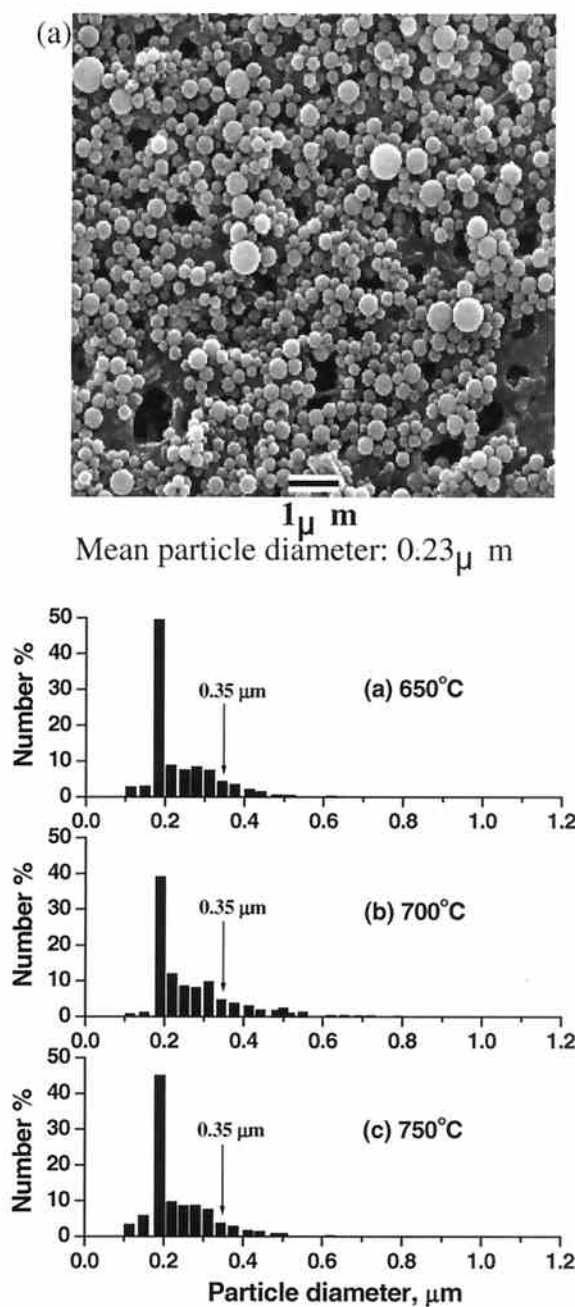 (a)
1μ m
Mean particle diameter: 0.23μ m
50
40
30
20
10
0
Number %
0.35 μm
(a) 650°C
0.0 0.2 0.4 0.6 0.8 1.0 1.2
50
40
30
20
10
0
Number %
0.35 μm
(b) 700°C
0.0 0.2 0.4 0.6 0.8 1.0 1.2
50
40
30
20
10
0
Number %
0.35 μm
(c) 750°C
0.0 0.2 0.4 0.6 0.8 1.0 1.2
Particle diameter, μm